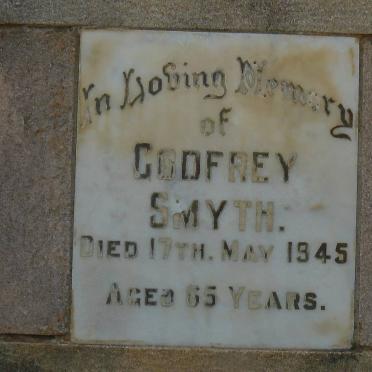 In Loving Memory
of
GODFREY
SMYTH.
DIED 17TH. MAY 1945
AGED 65 YEARS.